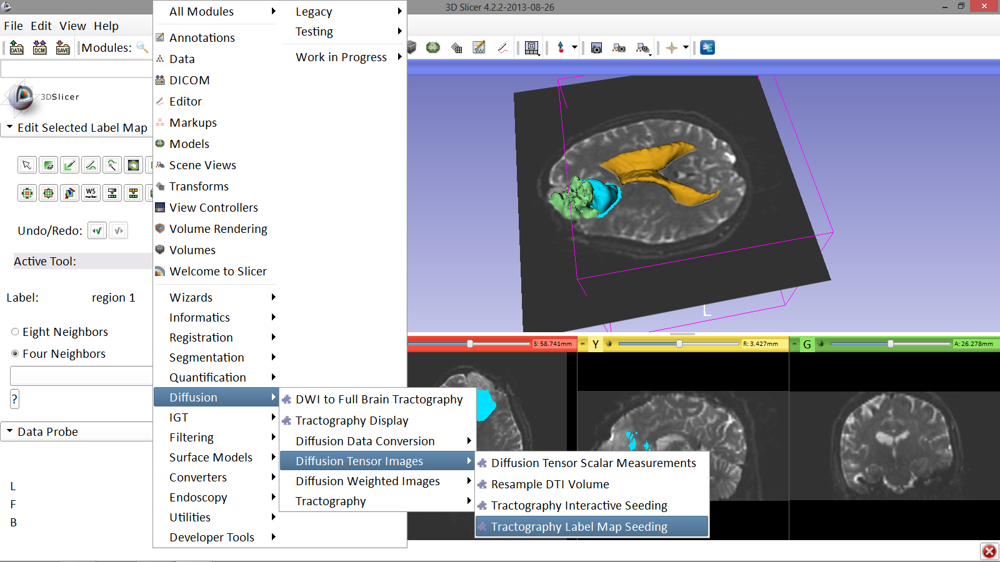 3D Slicer 4.2.2-2013-08-26
File Edit View Help
DATA DCM SAVE Modules:
3DSlicer
Edit Selected Label Map
WS
marker
Undo/Redo:
Active Tool:
Label: region 1
Eight Neighbors
Four Neighbors
?
Data Probe
L
F
B
All Modules
Annotations
Data
DCM
DICOM
Editor
Markups
Models
Scene Views
Transforms
View Controllers
Volume Rendering
Volumes
Welcome to Slicer
Wizards
Informatics
Registration
Segmentation
Quantification
Diffusion
IGT
Filtering
Surface Models
Converters
Endoscopy
Utilities
Developer Tools
Legacy
Testing
Work in Progress
DWI to Full Brain Tractography
Tractography Display
Diffusion Data Conversion
Diffusion Tensor Images
Diffusion Weighted Images
Tractography
Diffusion Tensor Scalar Measurements
Resample DTI Volume
Tractography Interactive Seeding
Tractography Label Map Seeding
L
S: 58.741mm
Y R: 3.427mm
G A: 26.278mm